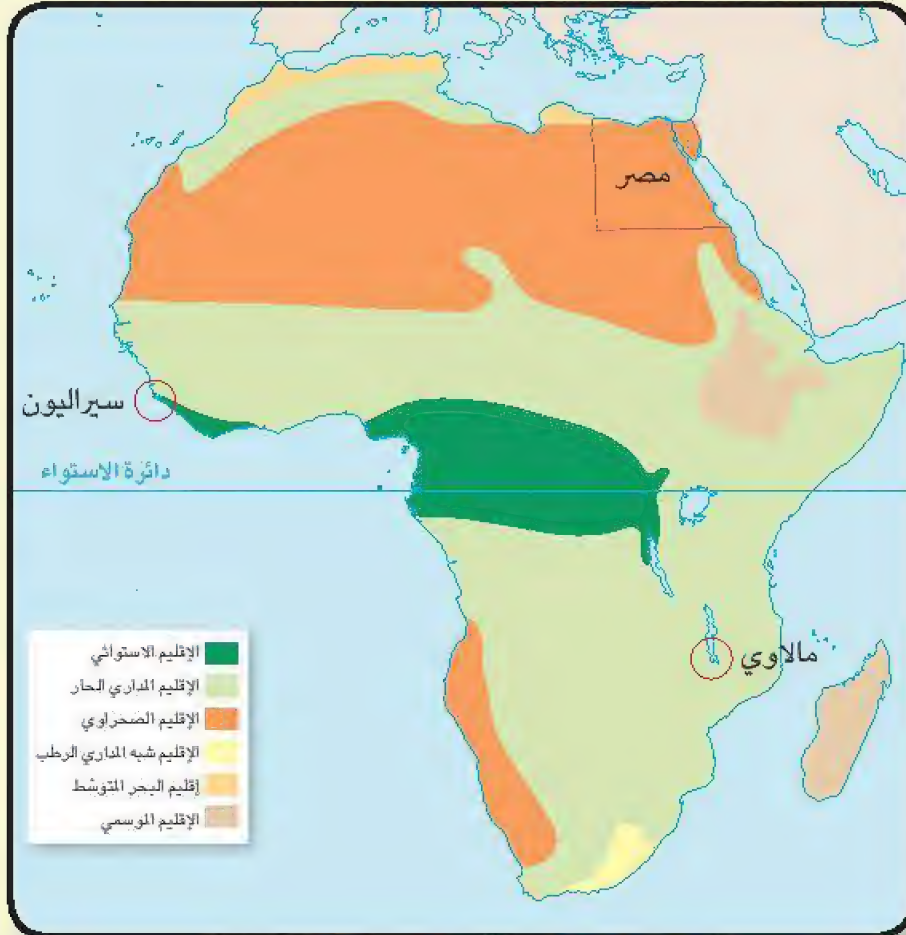 مصر
سيراليون
دائرة الاستواء
مالاوي
الإقليم الاستوائي
الإقليم المداري الحار
الإقليم الصحراوي
الإقليم شبه المداري الرطب
إقليم البحر المتوسط
الإقليم الموسمي